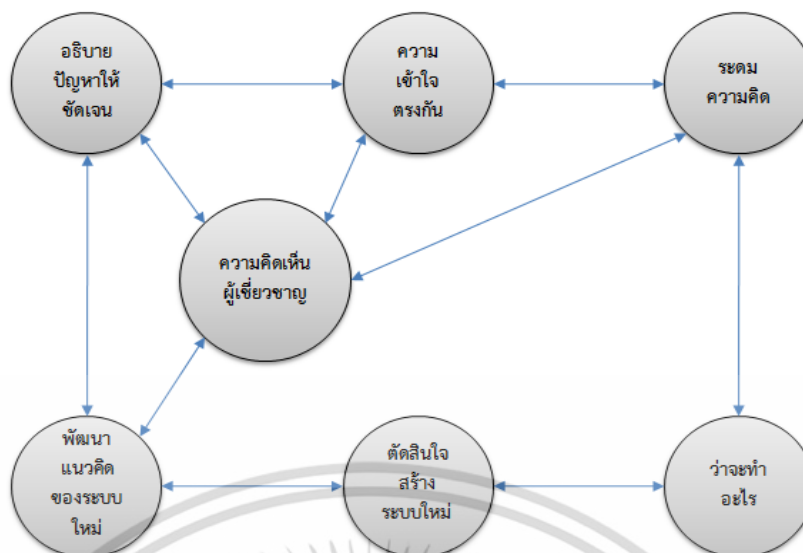 อธิบาย
ปัญหาให้
ชัดเจน
ความ
เข้าใจ
ตรงกัน
ระดม
ความคิด
ความคิดเห็น
ผู้เชี่ยวชาญ
พัฒนา
แนวคิด
ของระบบ
ใหม่
ตัดสินใจ
สร้าง
ระบบใหม่
ว่าจะทำ
อะไร